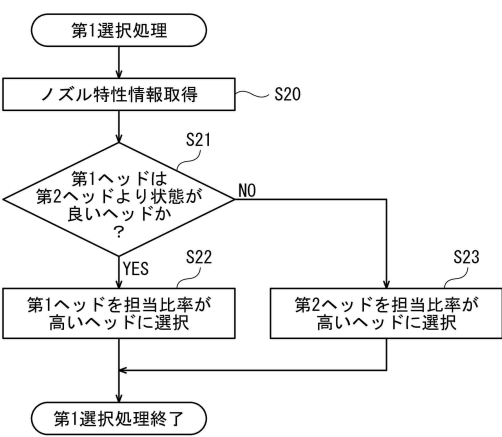 第1選択処理
ノズル特性情報取得
S20
S21
第1ヘッドは
第2ヘッドより状態が
良いヘッドか
?
NO
YES
S22
第1ヘッドを担当比率が
高いヘッドに選択
S23
第2ヘッドを担当比率が
高いヘッドに選択
第1選択処理終了